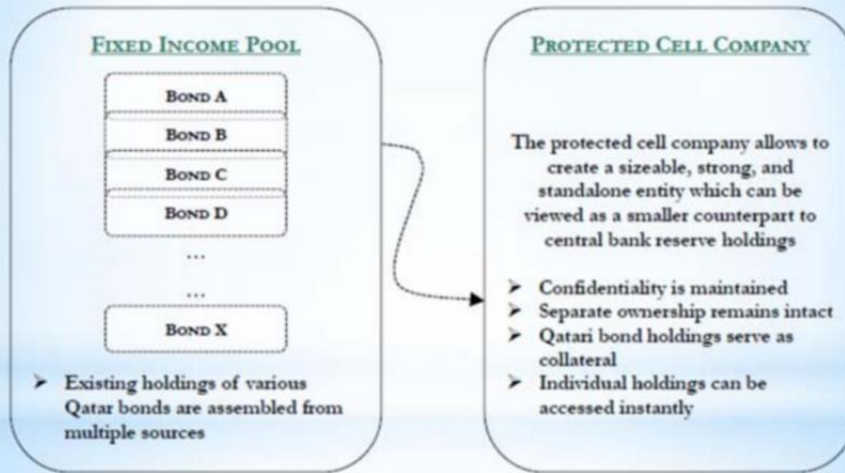 FIXED INCOME POOL
BOND A
BOND B
BOND C
BOND D
...
...
BOND X
➤ Existing holdings of various
Qatar bonds are assembled from
multiple sources
PROTECTED CELL COMPANY
The protected cell company allows to
create a sizeable, strong, and
standalone entity which can be
viewed as a smaller counterpart to
central bank reserve holdings
➤ Confidentiality is maintained
➤ Separate ownership remains intact
➤ Qatari bond holdings serve as
collateral
➤ Individual holdings can be
accessed instantly